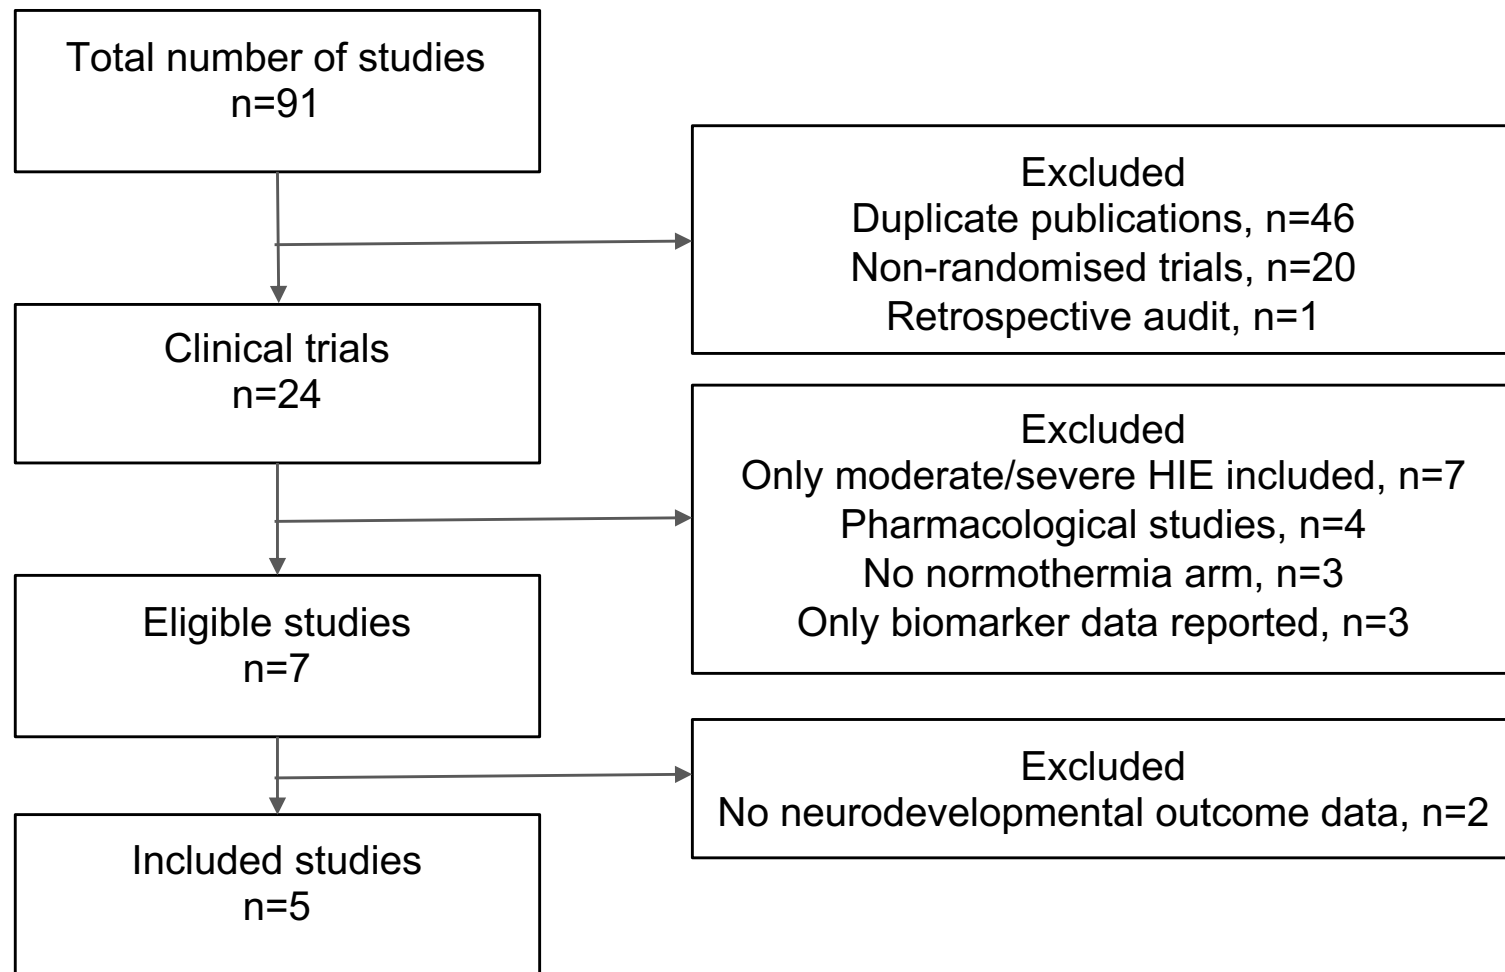 Total number of studies
n=91
Excluded
Duplicate publications, n=46
Non-randomised trials, n=20
Retrospective audit, n=1
Clinical trials
n=24
Excluded
Only moderate/severe HIE included, n=7
Pharmacological studies, n=4
No normothermia arm, n=3
Only biomarker data reported, n=3
Eligible studies
n=7
Excluded
No neurodevelopmental outcome data, n=2
Included studies
n=5